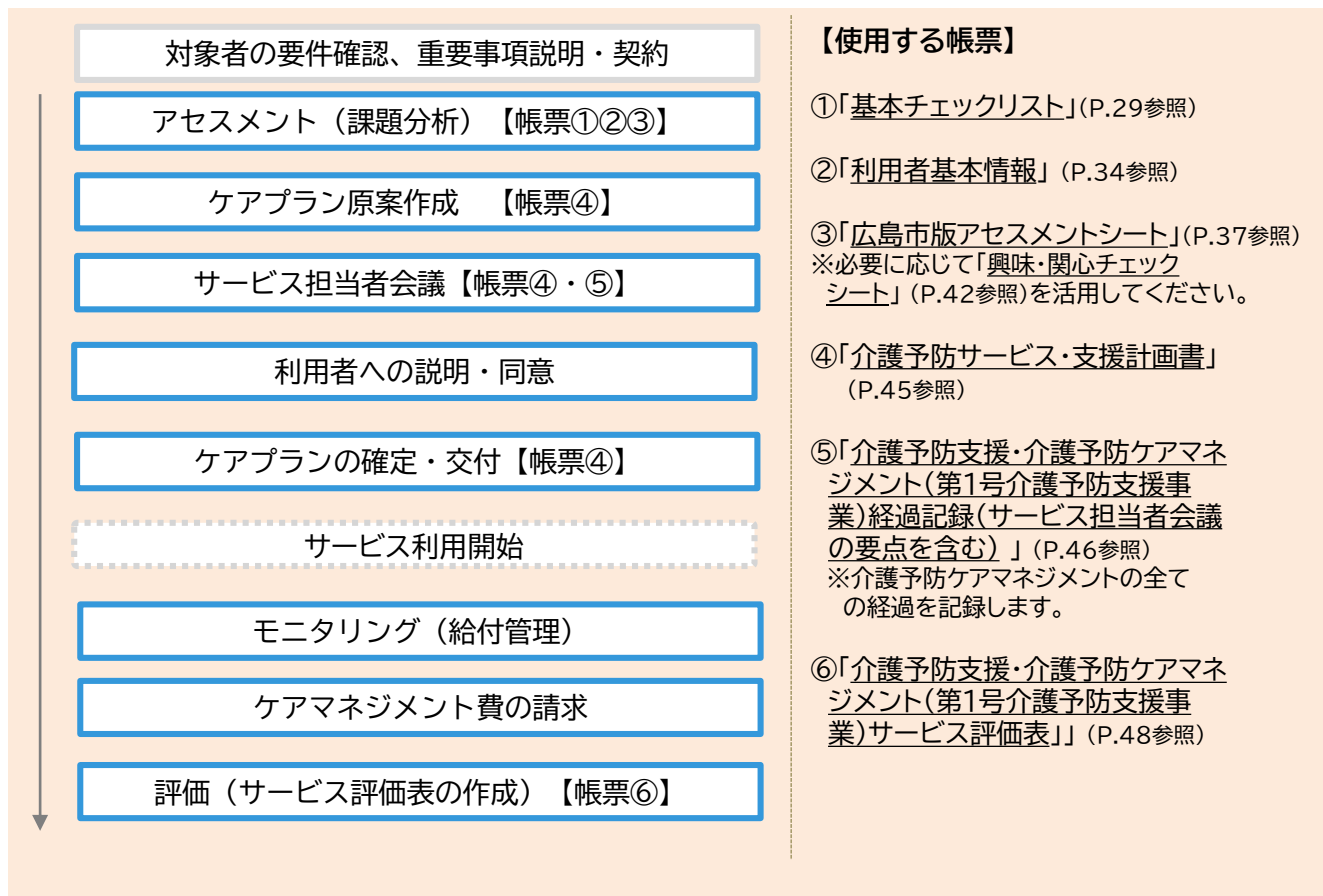 対象者の要件確認、重要事項説明・契約
アセスメント（課題分析）【帳票①②③】
ケアプラン原案作成　【帳票④】
サービス担当者会議【帳票④・⑤】
利用者への説明・同意
ケアプランの確定・交付【帳票④】
サービス利用開始
モニタリング（給付管理）
ケアマネジメント費の請求
評価（サービス評価表の作成）【帳票⑥】
【使用する帳票】
①「基本チェックリスト」(P.29参照)
②「利用者基本情報」 (P.34参照)
③「広島市版アセスメントシート」(P.37参照)
※必要に応じて「興味・関心チェック
シート」 (P.42参照)を活用してください。
④「介護予防サービス・支援計画書」
(P.45参照)
⑤「介護予防支援・介護予防ケアマネ
ジメント(第1号介護予防支援事
業)経過記録(サービス担当者会議
の要点を含む) 」 (P.46参照)
※介護予防ケアマネジメントの全て
の経過を記録します。
⑥「介護予防支援・介護予防ケアマネ
ジメント(第1号介護予防支援事
業)サービス評価表」」 (P.48参照)